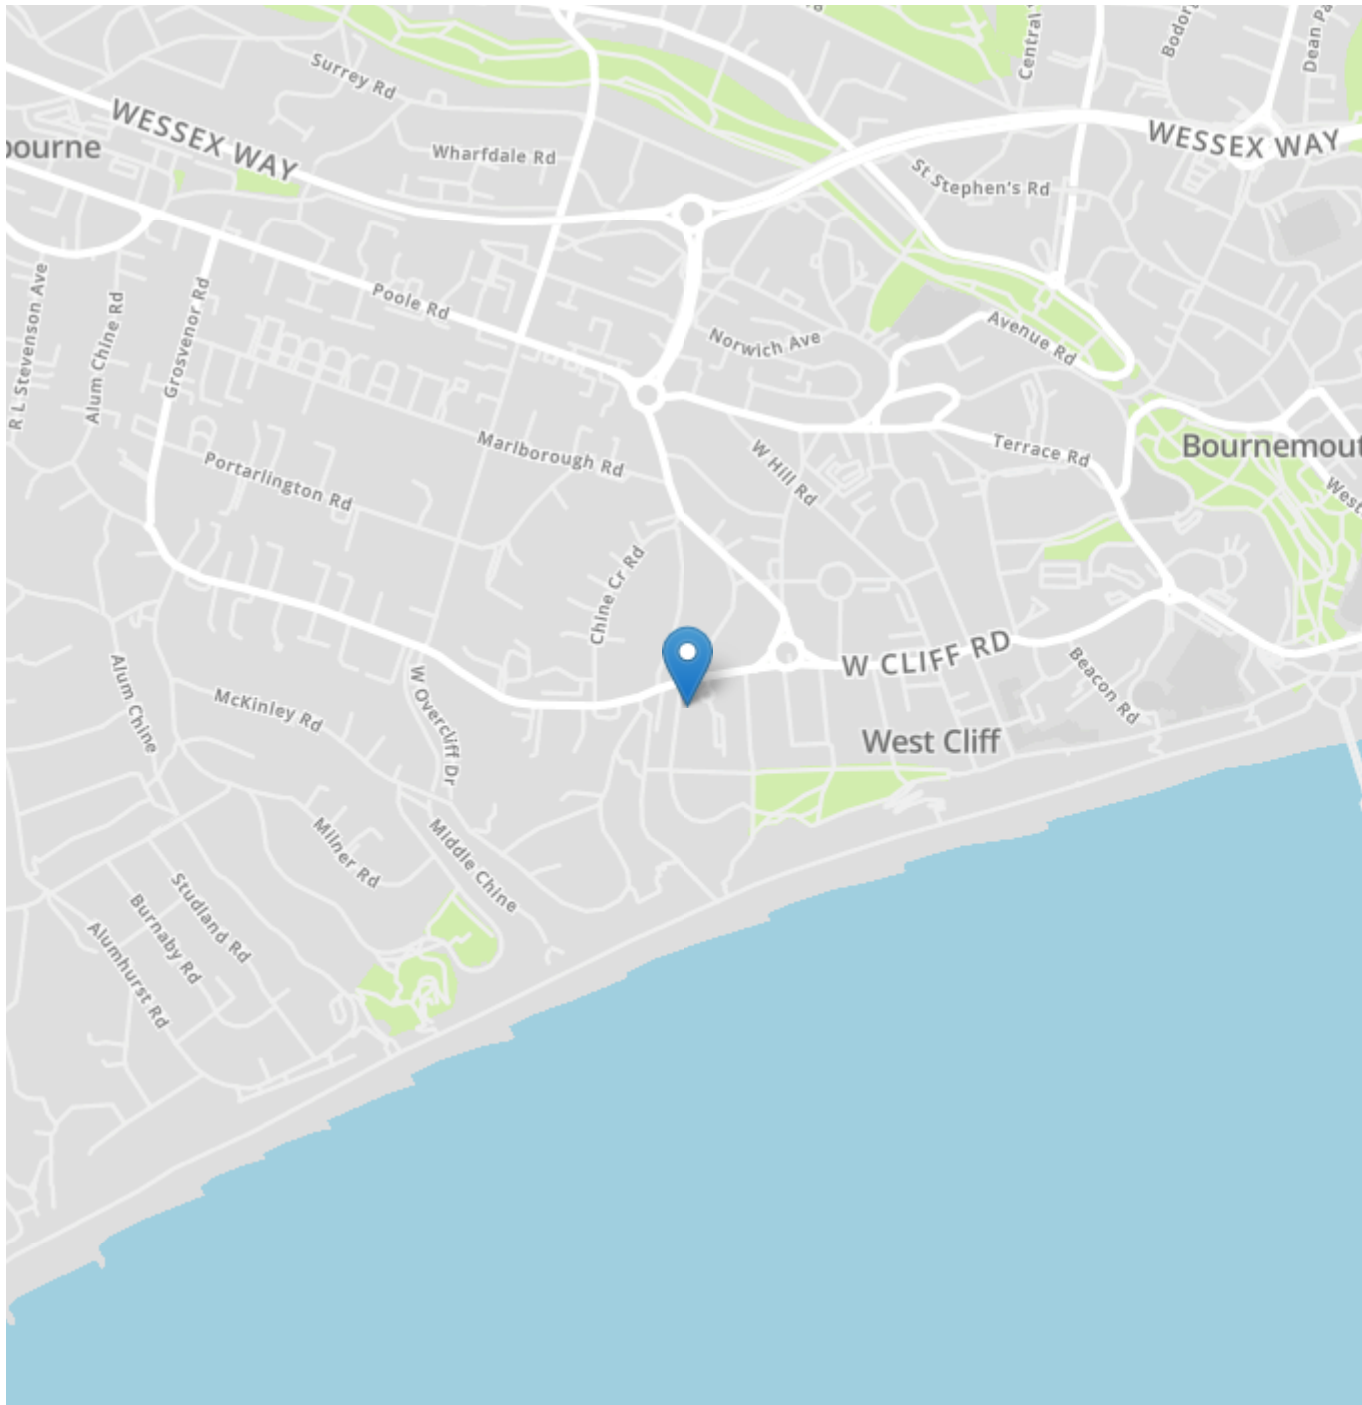 Surrey Rd
Central
Bodor
Dean Pa
WESSEX WAY
WESSEX WAY
bourne
Wharfdale Rd
St Stephen's Rd
R L Stevenson Ave
Alum Chine Rd
Grosvenor Rd
Poole Rd
Norwich Ave
Avenue Rd
Marlborough Rd
W Hill Rd
Terrace Rd
Bournemout
West
Portarlington Rd
Chine Cr Rd
W CLIFF RD
Beacon Rd
Alum Chine
McKinley Rd
W Overcliff Dr
West Cliff
Milner Rd
Middle Chine
Studland Rd
Burnaby Rd
Alumhurst Rd